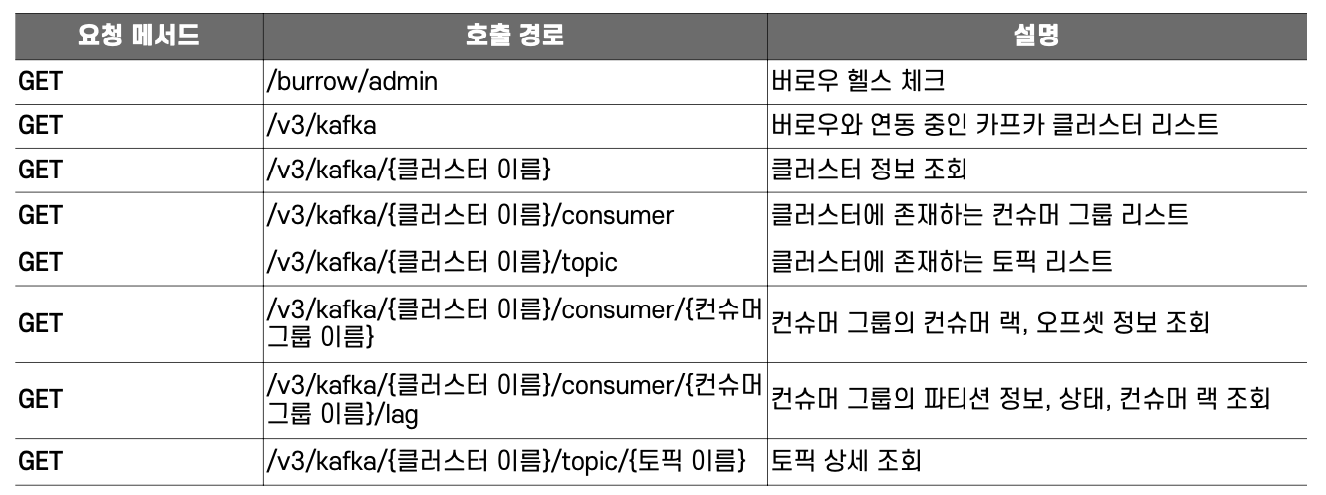 요청 메서드 호출 경로 설명
GET /burrow/admin 버로우 헬스 체크
GET /v3/kafka 버로우와 연동 중인 카프카 클러스터 리스트
GET /v3/kafka/{클러스터 이름} 클러스터 정보 조회
GET /v3/kafka/{클러스터 이름}/consumer 클러스터에 존재하는 컨슈머 그룹 리스트
GET /v3/kafka/{클러스터 이름}/topic 클러스터에 존재하는 토픽 리스트
GET /v3/kafka/{클러스터 이름}/consumer/{컨슈머
그룹 이름} 컨슈머 그룹의 컨슈머 랙, 오프셋 정보 조회
GET /v3/kafka/{클러스터 이름}/consumer/{컨슈머
그룹 이름}/lag 컨슈머 그룹의 파티션 정보, 상태, 컨슈머 랙 조회
GET /v3/kafka/{클러스터 이름}/topic/{토픽 이름} 토픽 상세 조회